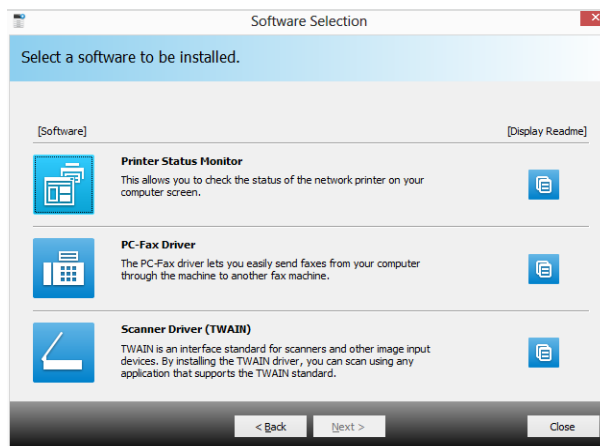 Software Selection
Select a software to be installed.
[Software]
[Display Readme]
Printer Status Monitor
This allows you to check the status of the network printer on your
computer screen.
PC-Fax Driver
The PC-Fax driver lets you easily send faxes from your computer
through the machine to another fax machine.
Scanner Driver (TWAIN)
TWAIN is an interface standard for scanners and other image input
devices. By installing the TWAIN driver, you can scan using any
application that supports the TWAIN standard.
< Back
Next >
Close